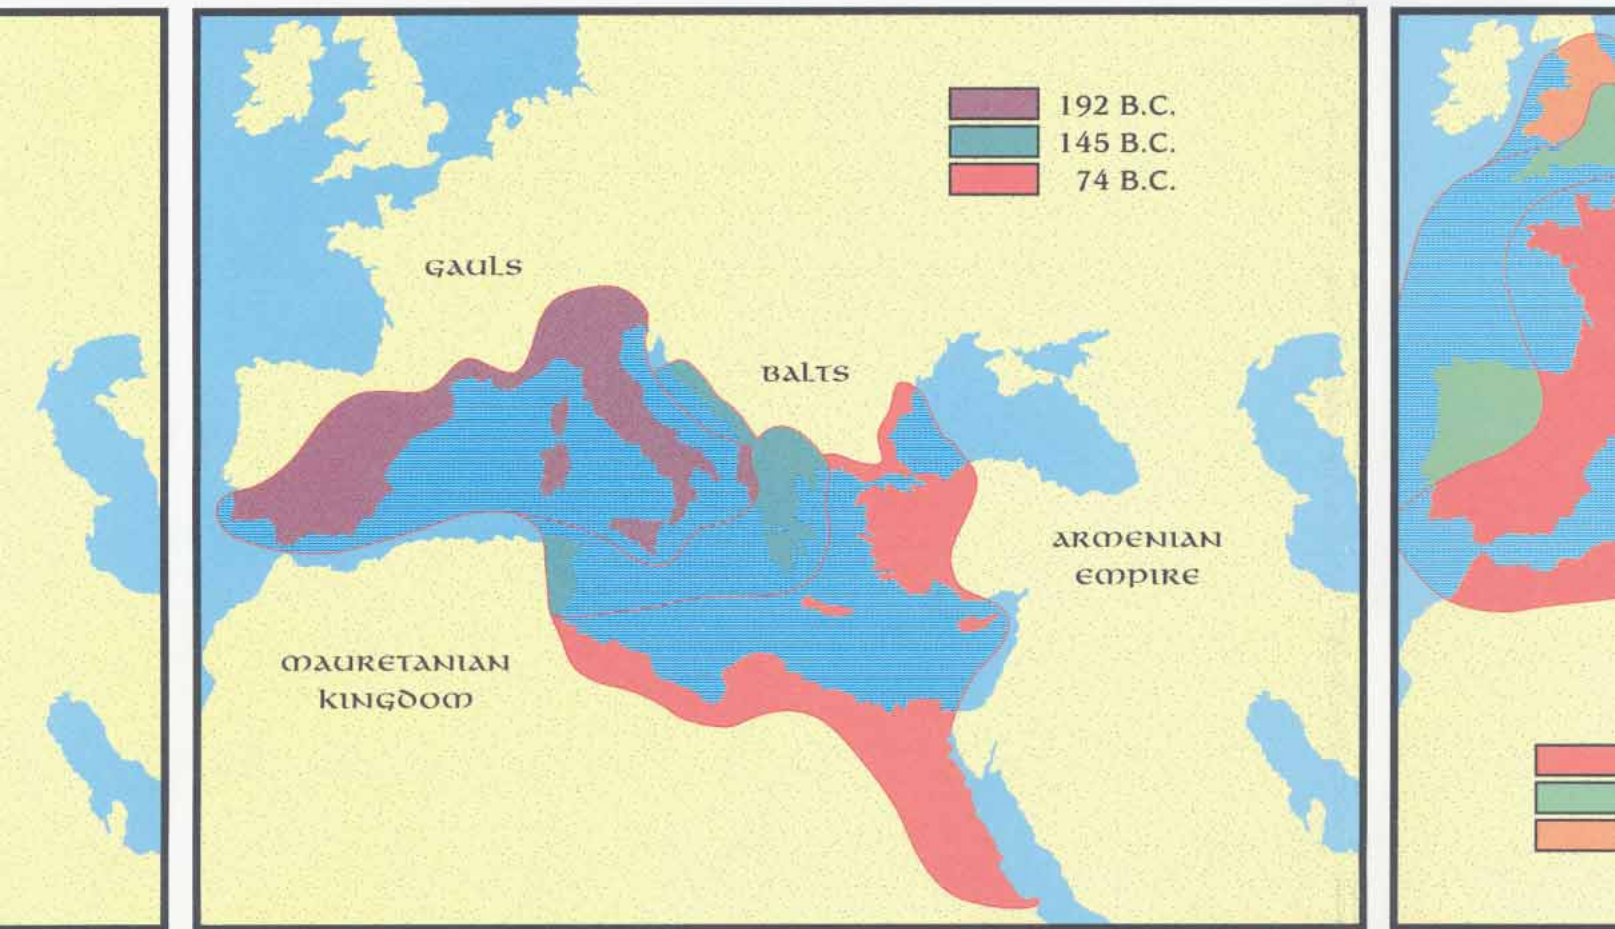 192 B.C.
145 B.C.
74 B.C.
GAULS
BALTS
ARMENIAN
EMPIRE
MAURETANIAN
KINGDOM